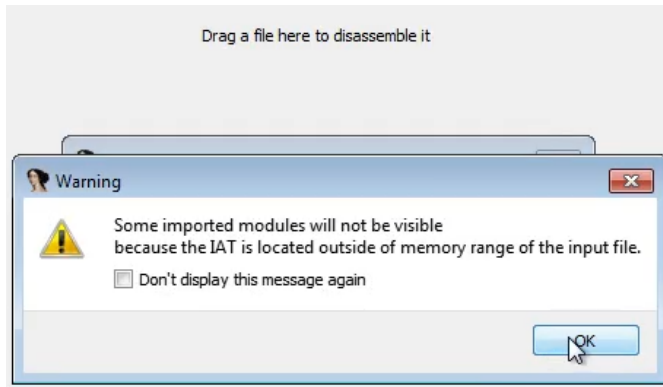 Drag a file here to disassemble it
Warning
Some imported modules will not be visible
because the IAT is located outside of memory range of the input file.
Don't display this message again
OK